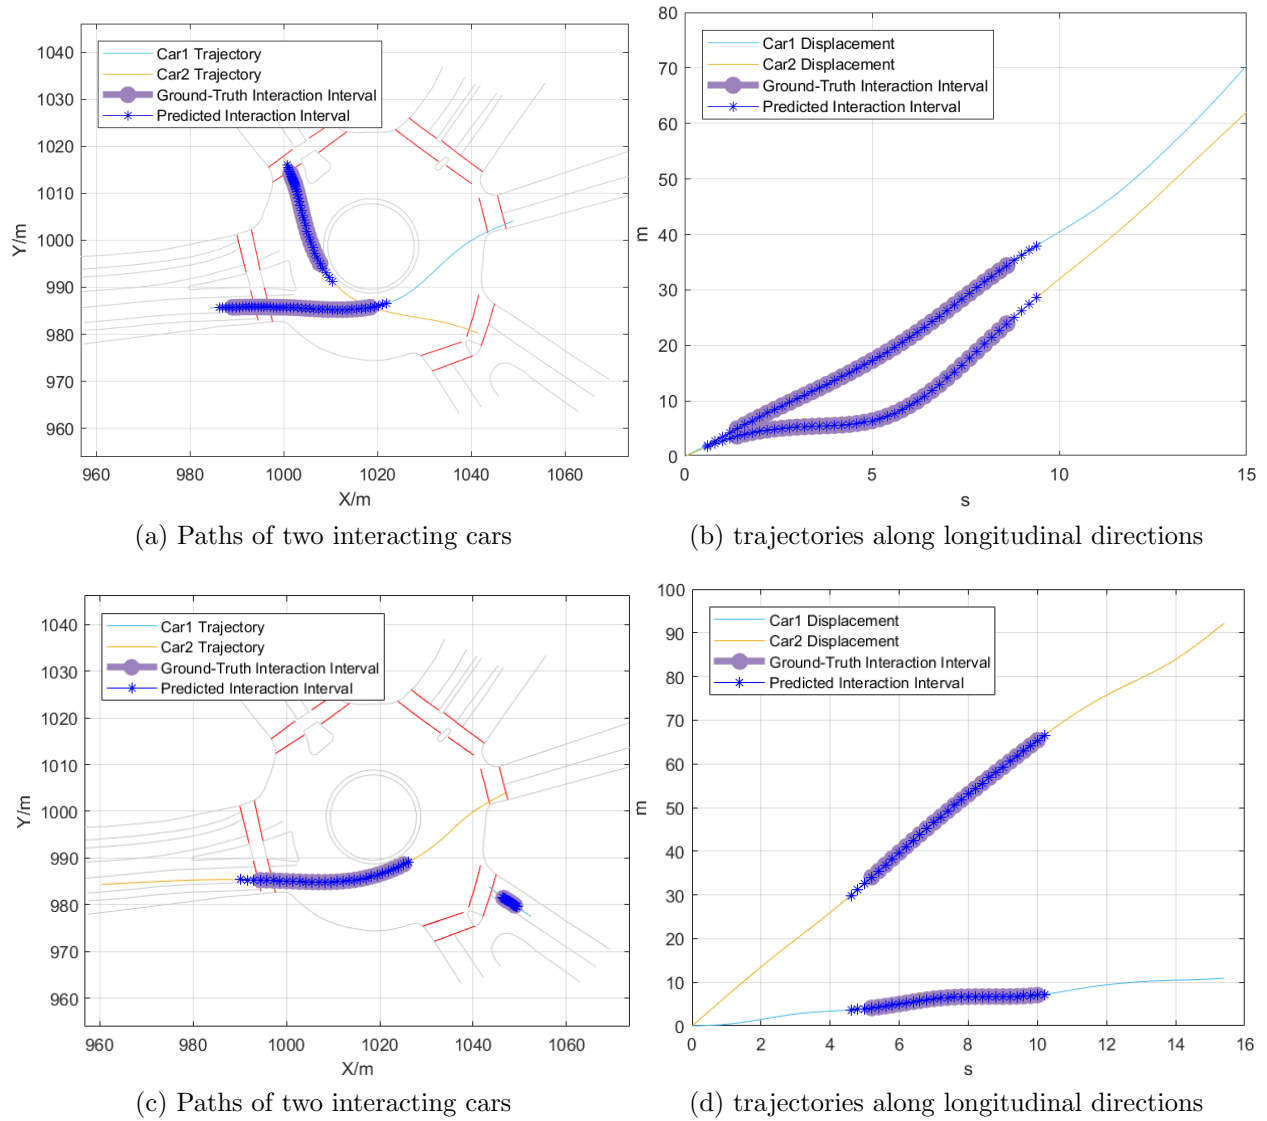 Car1 Trajectory
Car2 Trajectory
Ground-Truth Interaction Interval
Predicted Interaction Interval
1040
1030
1020
1010
1000
990
980
970
960
Y/m
960 980 1000 1020 1040 1060
X/m
(a) Paths of two interacting cars
Car1 Displacement
Car2 Displacement
Ground-Truth Interaction Interval
Predicted Interaction Interval
80
70
60
50
40
30
20
10
0
m
0 5 10 15
s
(b) trajectories along longitudinal directions
Car1 Trajectory
Car2 Trajectory
Ground-Truth Interaction Interval
Predicted Interaction Interval
1040
1030
1020
1010
1000
990
980
970
960
Y/m
960 980 1000 1020 1040 1060
X/m
(c) Paths of two interacting cars
Car1 Displacement
Car2 Displacement
Ground-Truth Interaction Interval
Predicted Interaction Interval
100
90
80
70
60
50
40
30
20
10
0
m
0 2 4 6 8 10 12 14 16
s
(d) trajectories along longitudinal directions